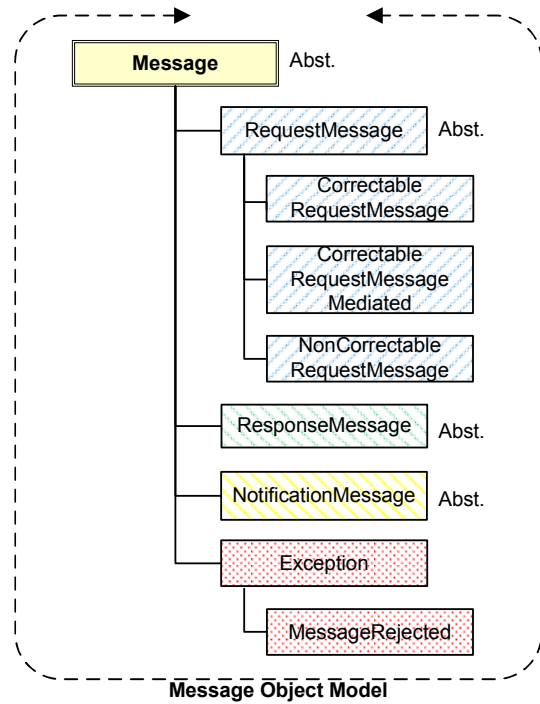 Message
Abst.
RequestMessage
Abst.
Correctable
RequestMessage
Correctable
RequestMessage
Mediated
NonCorrectable
RequestMessage
ResponseMessage
Abst.
NotificationMessage
Abst.
Exception
MessageRejected
Message Object Model